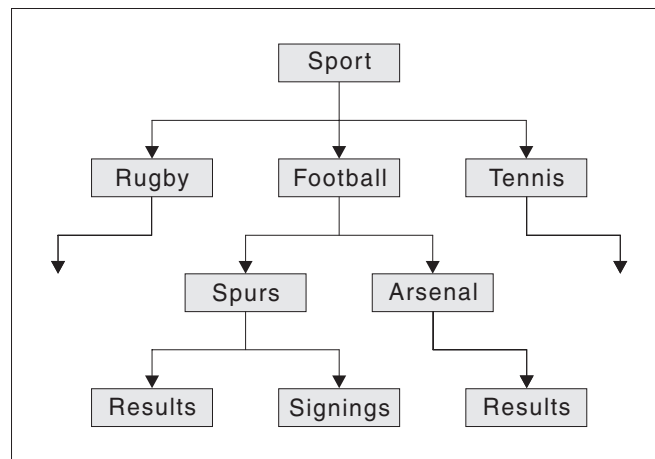 Sport
Rugby
Football
Tennis
Spurs
Arsenal
Results
Signings
Results